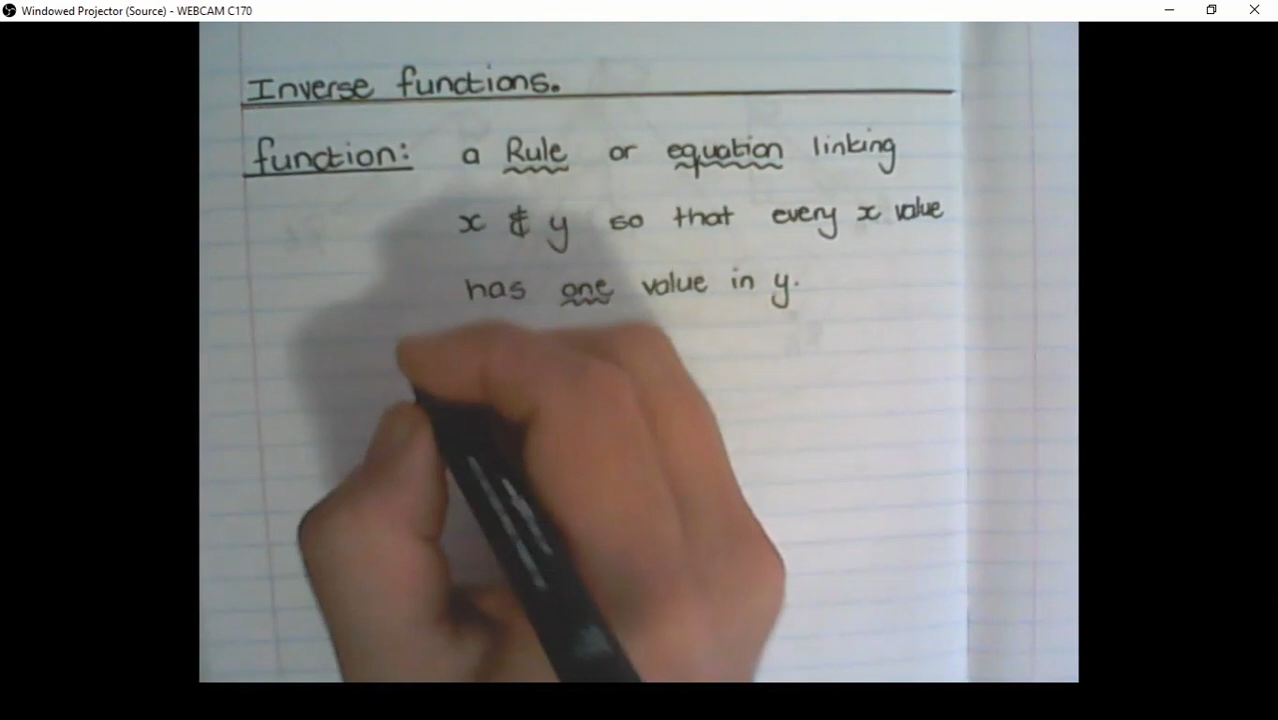 Windowed Projector (Source) - WEBCAM C170
Inverse functions.
function: a Rule or equation linking
x & y so that every x value
has one value in y.